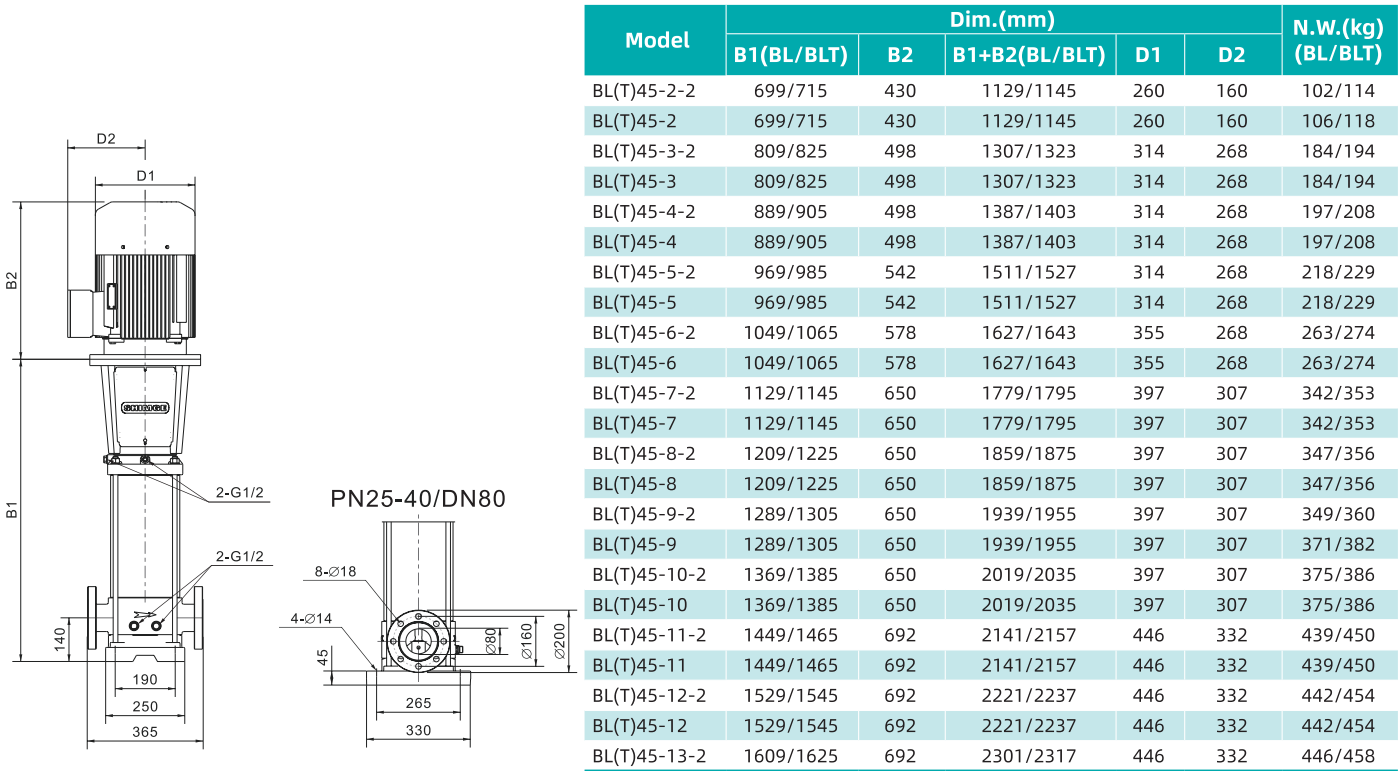 D2
D1
B2
SHIMGE
B1
2-G1/2
2-G1/2
140
190
250
365
PN25-40/DN80
8-∅18
4-∅14
45
∅80
∅160
∅200
265
330
Model Dim.(mm) N.W.(kg)
B1(BL/BLT) B2 B1+B2(BL/BLT) D1 D2 (BL/BLT)
BL(T)45-2-2 699/715 430 1129/1145 260 160 102/114
BL(T)45-2 699/715 430 1129/1145 260 160 106/118
BL(T)45-3-2 809/825 498 1307/1323 314 268 184/194
BL(T)45-3 809/825 498 1307/1323 314 268 184/194
BL(T)45-4-2 889/905 498 1387/1403 314 268 197/208
BL(T)45-4 889/905 498 1387/1403 314 268 197/208
BL(T)45-5-2 969/985 542 1511/1527 314 268 218/229
BL(T)45-5 969/985 542 1511/1527 314 268 218/229
BL(T)45-6-2 1049/1065 578 1627/1643 355 268 263/274
BL(T)45-6 1049/1065 578 1627/1643 355 268 263/274
BL(T)45-7-2 1129/1145 650 1779/1795 397 307 342/353
BL(T)45-7 1129/1145 650 1779/1795 397 307 342/353
BL(T)45-8-2 1209/1225 650 1859/1875 397 307 347/356
BL(T)45-8 1209/1225 650 1859/1875 397 307 347/356
BL(T)45-9-2 1289/1305 650 1939/1955 397 307 349/360
BL(T)45-9 1289/1305 650 1939/1955 397 307 371/382
BL(T)45-10-2 1369/1385 650 2019/2035 397 307 375/386
BL(T)45-10 1369/1385 650 2019/2035 397 307 375/386
BL(T)45-11-2 1449/1465 692 2141/2157 446 332 439/450
BL(T)45-11 1449/1465 692 2141/2157 446 332 439/450
BL(T)45-12-2 1529/1545 692 2221/2237 446 332 442/454
BL(T)45-12 1529/1545 692 2221/2237 446 332 442/454
BL(T)45-13-2 1609/1625 692 2301/2317 446 332 446/458